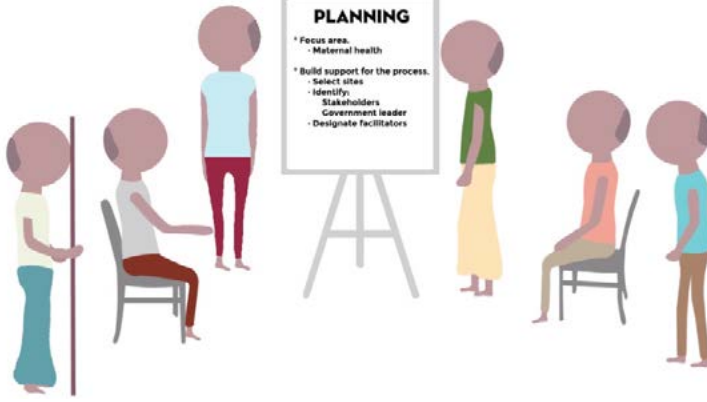 PLANNING
* Focus area.
- Maternal health
* Build support for the process.
- Select sites
- Identify:
Stakeholders
Government leader
- Designate facilitators